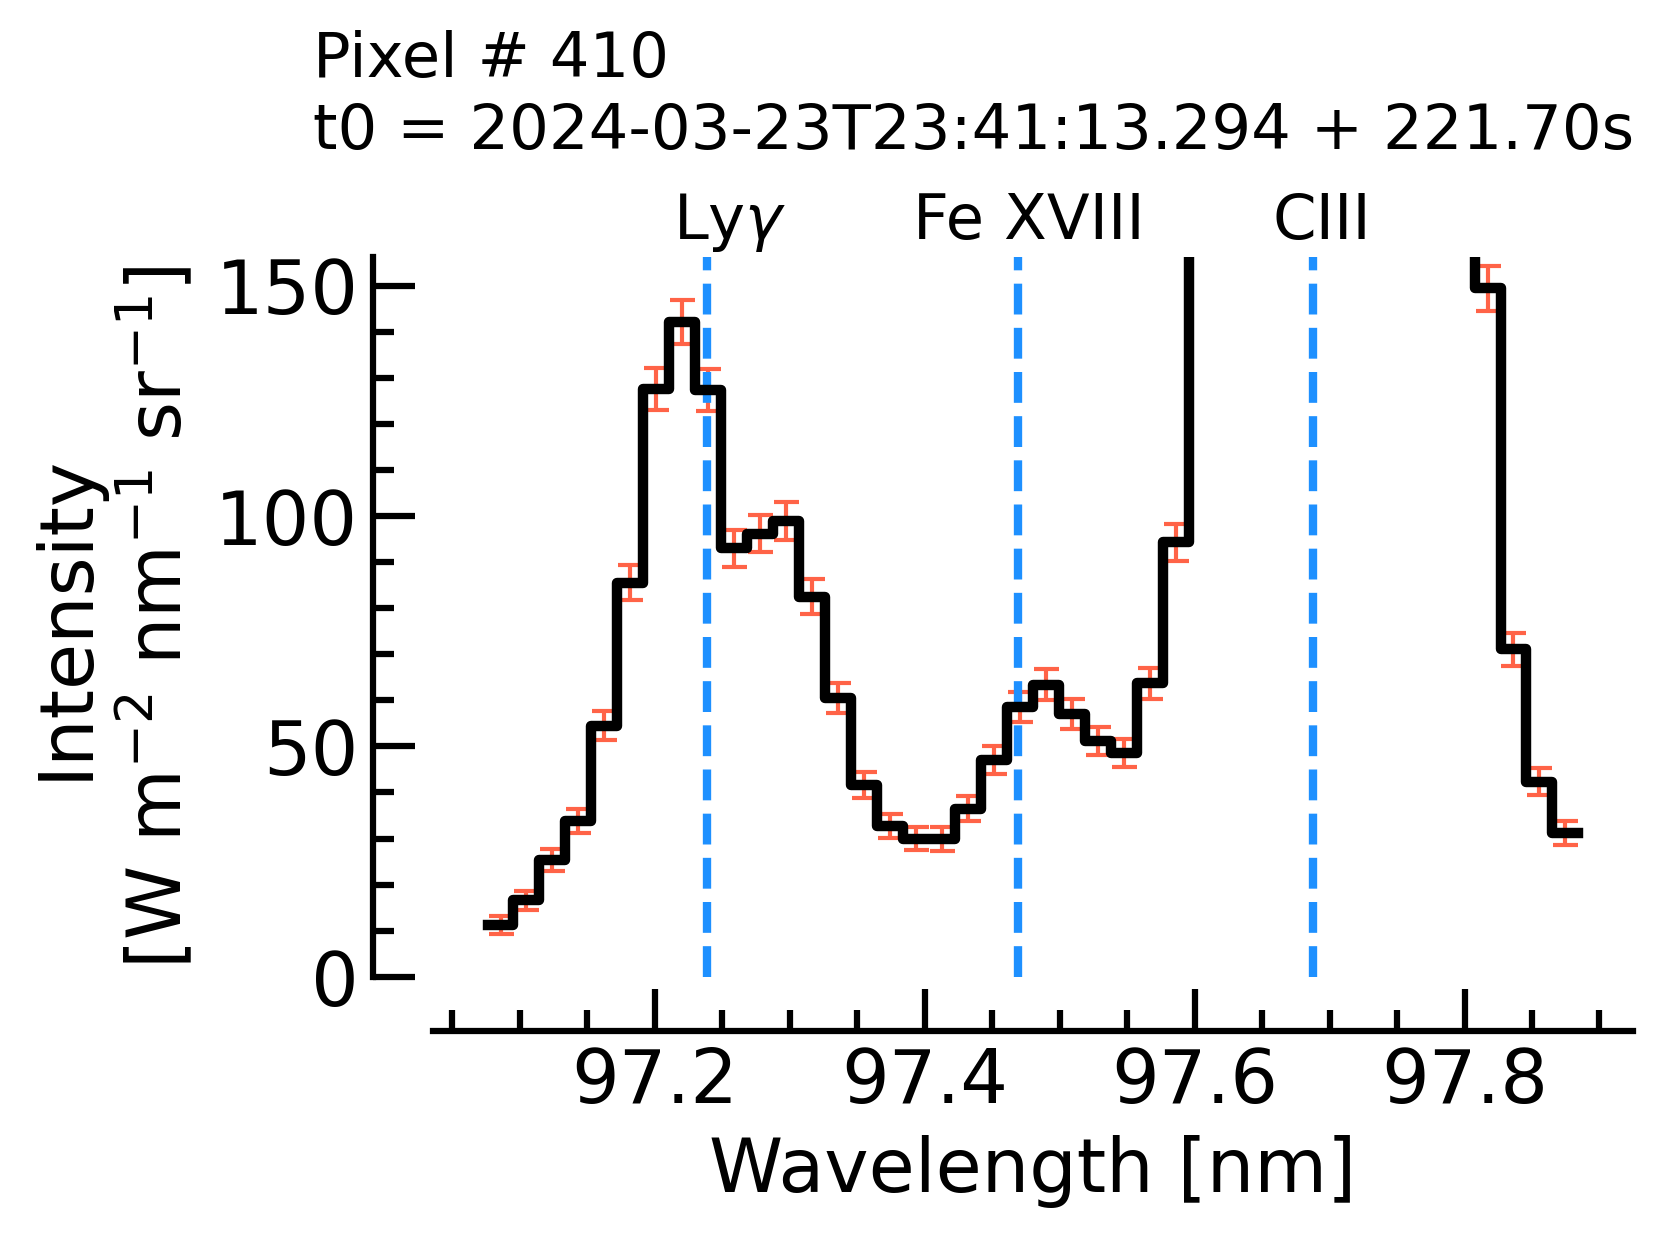 Pixel # 410
t0 = 2024-03-23T23:41:13.294 + 221.70s
Lyγ Fe XVIII CIII
Intensity
[W m⁻² nm⁻¹ sr⁻¹]
150
100
50
0
97.2 97.4 97.6 97.8
Wavelength [nm]